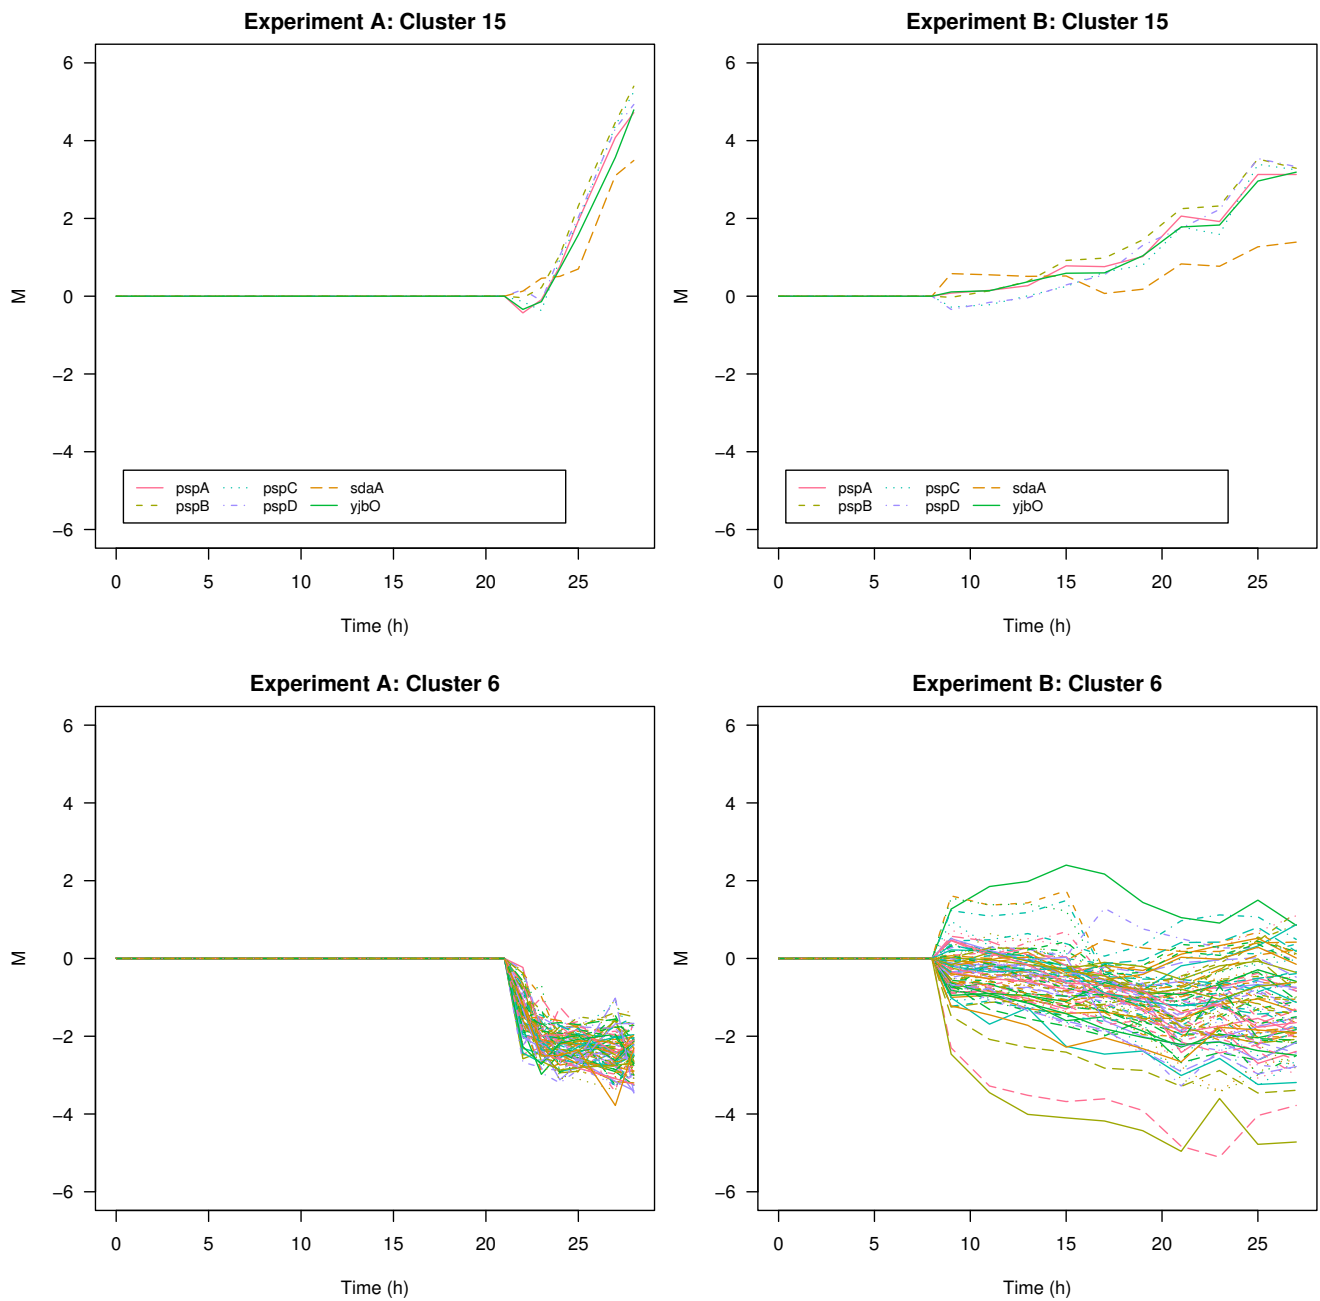 Experiment A: Cluster 15
6
4
2
0
−2
−4
−6
M
pspA pspC sdaA
pspB pspD yjbO
0 5 10 15 20 25
Time (h)
Experiment B: Cluster 15
6
4
2
0
−2
−4
−6
M
pspA pspC sdaA
pspB pspD yjbO
0 5 10 15 20 25
Time (h)
Experiment A: Cluster 6
6
4
2
0
−2
−4
−6
M
0 5 10 15 20 25
Time (h)
Experiment B: Cluster 6
6
4
2
0
−2
−4
−6
M
0 5 10 15 20 25
Time (h)